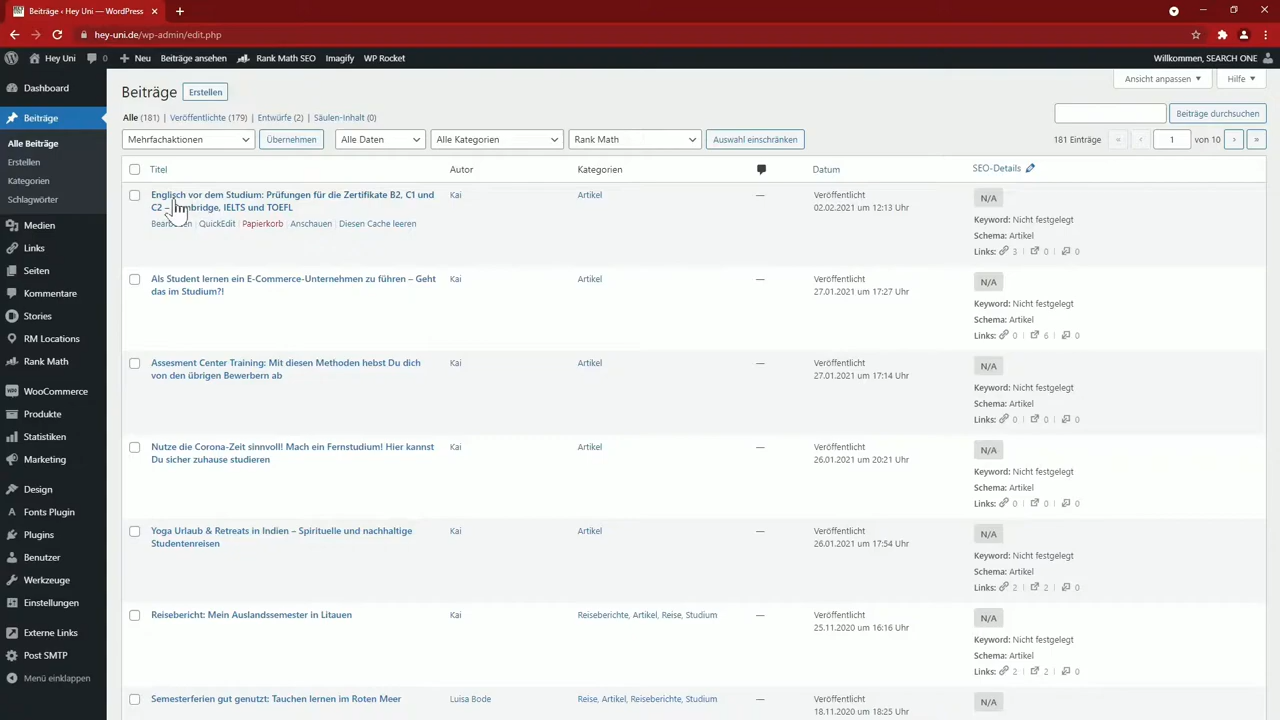 Beiträge ‹ Hey Uni — WordPress
hey-uni.de/wp-admin/edit.php
Hey Uni 0 Neu Beiträge ansehen Rank Math SEO Imagify WP Rocket Willkommen, SEARCH ONE
Dashboard
Beiträge
Alle Beiträge
Erstellen
Kategorien
Schlagwörter
Medien
Links
Seiten
Kommentare
Stories
RM Locations
Rank Math
WooCommerce
Produkte
Statistiken
Marketing
Design
Fonts Plugin
Plugins
Benutzer
Werkzeuge
Einstellungen
Externe Links
Post SMTP
Menü einklappen
Ansicht anpassen ▼ Hilfe ▼
Beiträge Erstellen
Alle (181) | Veröffentlichte (179) | Entwürfe (2) | Säulen-Inhalt (0)
Beiträge durchsuchen
Mehrfachaktionen Übernehmen Alle Daten Alle Kategorien Rank Math Auswahl einschränken 181 Einträge « ‹ 1 von 10 › »
Titel Autor Kategorien Datum SEO-Details
Englisch vor dem Studium: Prüfungen für die Zertifikate B2, C1 und Kai Artikel — Veröffentlicht N/A
C2 – IELTS und TOEFL 02.02.2021 um 12:13 Uhr
Keyword: Nicht festgelegt
QuickEdit | Papierkorb | Anschauen | Diesen Cache leeren
Schema: Artikel
Links: 3 | 0 | 0
Als Student lernen ein E-Commerce-Unternehmen zu führen – Geht Kai Artikel — Veröffentlicht N/A
das im Studium?! 27.01.2021 um 17:27 Uhr
Keyword: Nicht festgelegt
Schema: Artikel
Links: 0 | 6 | 0
Assesment Center Training: Mit diesen Methoden hebst Du dich Kai Artikel — Veröffentlicht N/A
von den übrigen Bewerbern ab 27.01.2021 um 17:14 Uhr
Keyword: Nicht festgelegt
Schema: Artikel
Links: 0 | 0 | 0
Nutze die Corona-Zeit sinnvoll! Mach ein Fernstudium! Hier kannst Kai Artikel — Veröffentlicht N/A
Du sicher zuhause studieren 26.01.2021 um 20:21 Uhr
Keyword: Nicht festgelegt
Schema: Artikel
Links: 0 | 0 | 0
Yoga Urlaub & Retreats in Indien – Spirituelle und nachhaltige Kai Artikel — Veröffentlicht N/A
Studentenreisen 26.01.2021 um 17:54 Uhr
Keyword: Nicht festgelegt
Schema: Artikel
Links: 2 | 2 | 0
Reisebericht: Mein Auslandssemester in Litauen Kai Reiseberichte, Artikel, Reise, Studium — Veröffentlicht N/A
25.11.2020 um 16:16 Uhr
Keyword: Nicht festgelegt
Schema: Artikel
Links: 2 | 2 | 0
Semesterferien gut genutzt: Tauchen lernen im Roten Meer Luisa Bode Reise, Artikel, Reiseberichte, Studium — Veröffentlicht N/A
18.11.2020 um 18:25 Uhr